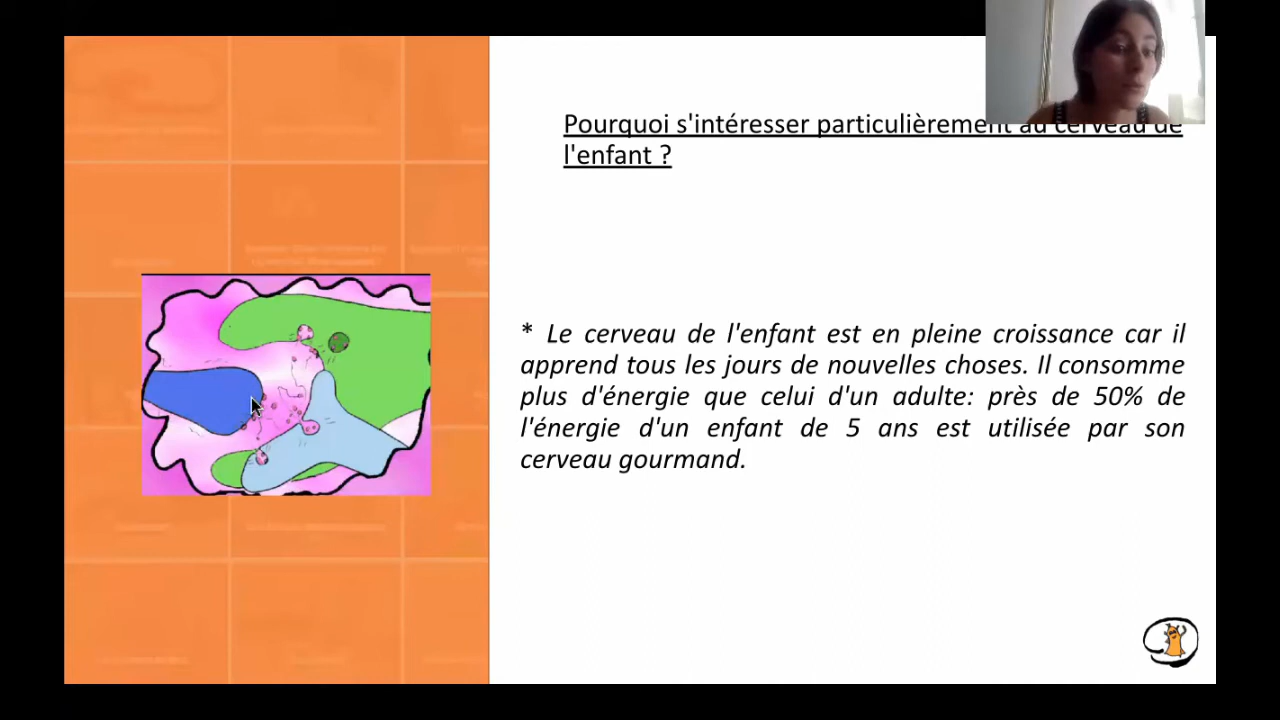 Pourquoi s'intéresser particulièrement au cerveau de
l'enfant ?
* Le cerveau de l'enfant est en pleine croissance car il
apprend tous les jours de nouvelles choses. Il consomme
plus d'énergie que celui d'un adulte: près de 50% de
l'énergie d'un enfant de 5 ans est utilisée par son
cerveau gourmand.